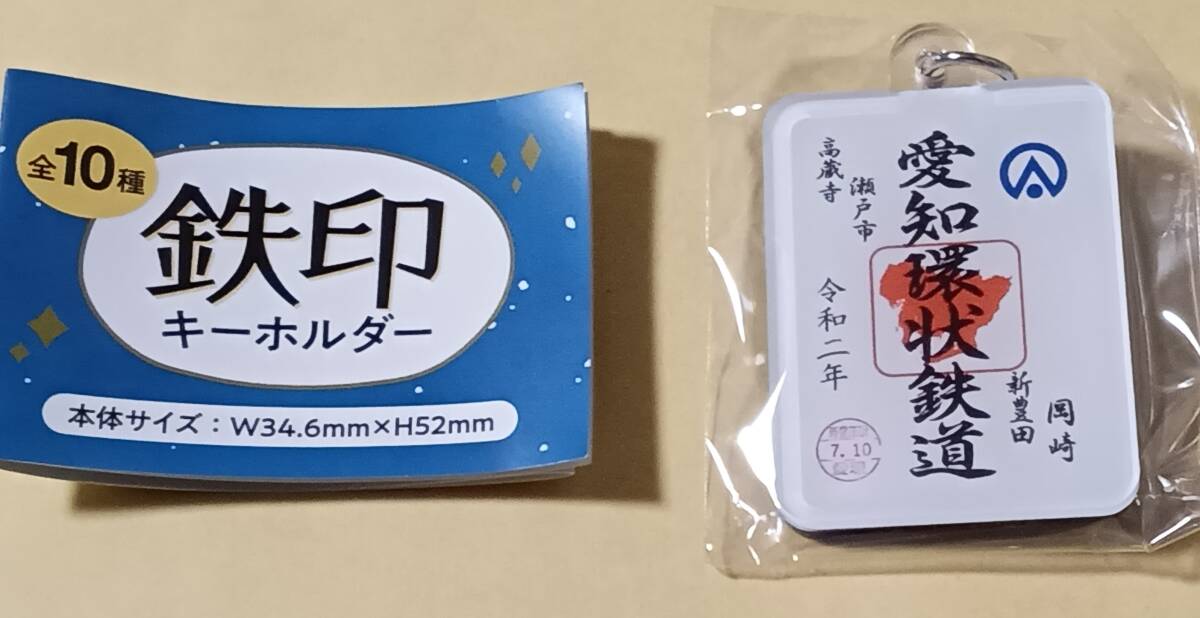 全10種
鉄印
キーホルダー
本体サイズ：W34.6mm×H52mm
岡崎
新豊田
愛知環状鉄道
瀬戸市
高蔵寺
令和二年
7.10